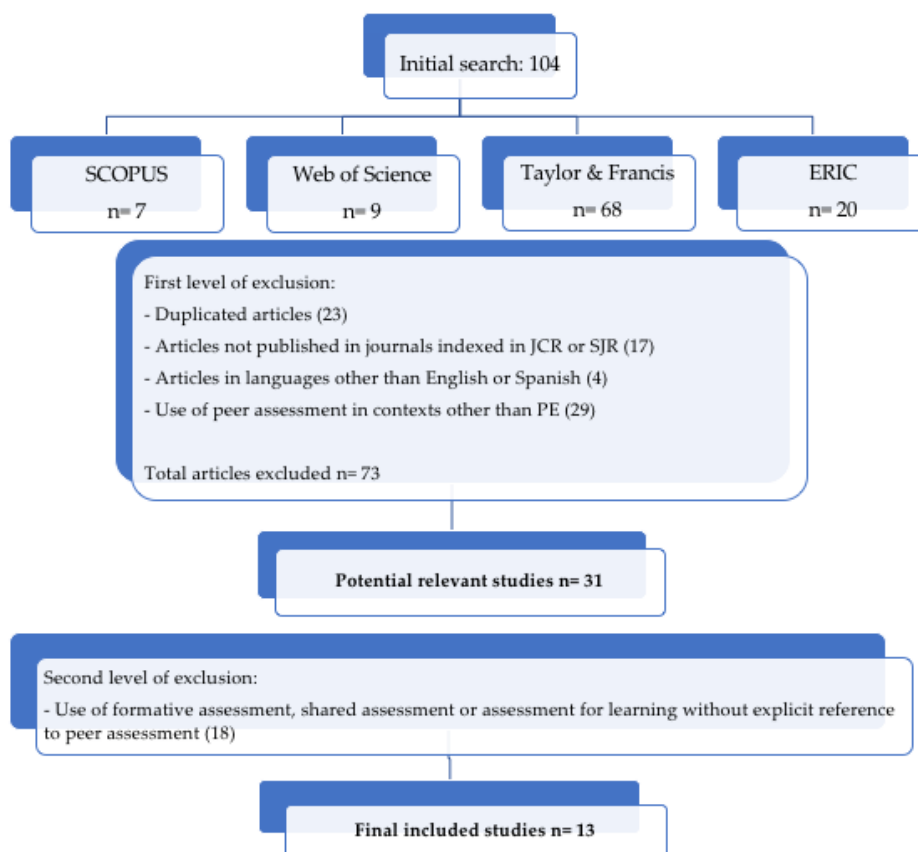 Initial search: 104
SCOPUS
n= 7
Web of Science
n= 9
Taylor & Francis
n= 68
ERIC
n= 20
First level of exclusion:
- Duplicated articles (23)
- Articles not published in journals indexed in JCR or SJR (17)
- Articles in languages other than English or Spanish (4)
- Use of peer assessment in contexts other than PE (29)
Total articles excluded n= 73
Potential relevant studies n= 31
Second level of exclusion:
- Use of formative assessment, shared assessment or assessment for learning without explicit reference
to peer assessment (18)
Final included studies n= 13